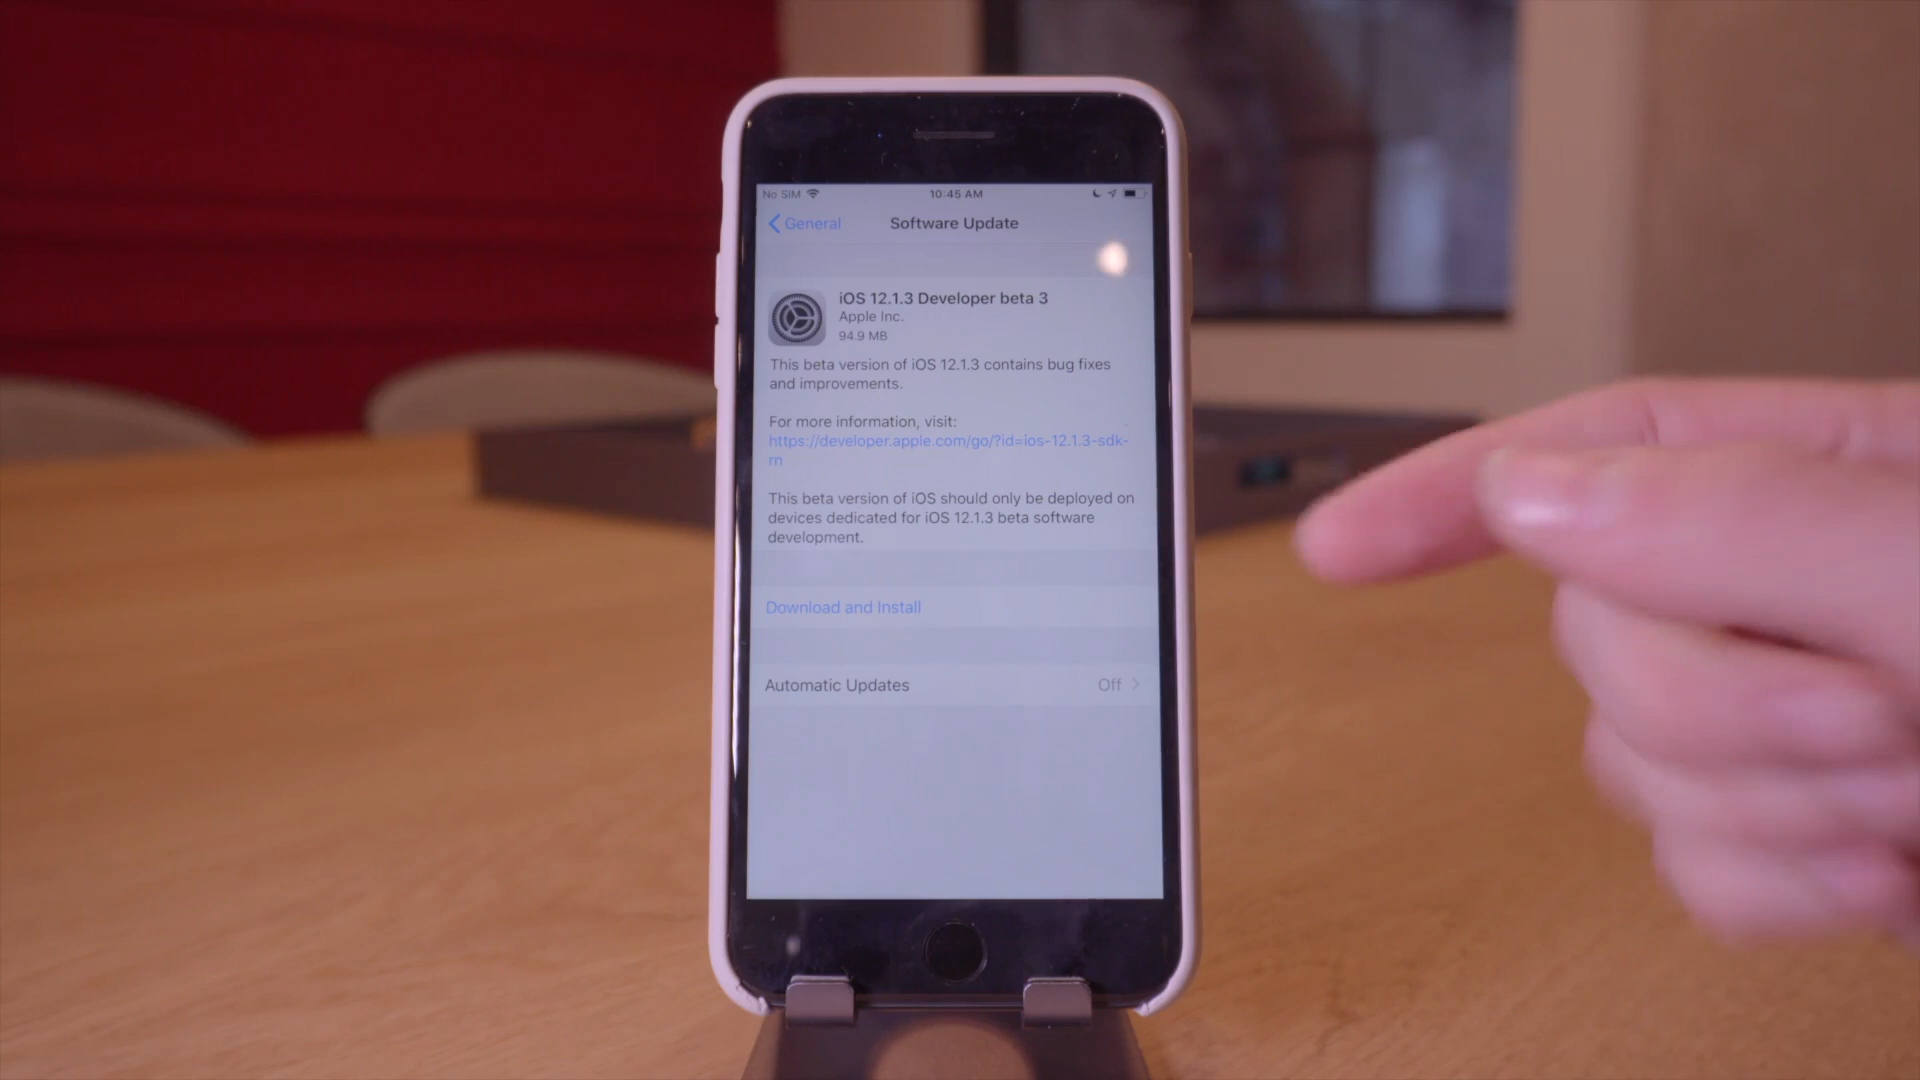 No SIM 10:45 AM
General Software Update
iOS 12.1.3 Developer beta 3
Apple Inc.
94.9 MB
This beta version of iOS 12.1.3 contains bug fixes
and improvements.
For more information, visit:
https://developer.apple.com/go/?id=ios-12.1.3-sdk-
rn
This beta version of iOS should only be deployed on
devices dedicated for iOS 12.1.3 beta software
development.
Download and Install
Automatic Updates Off